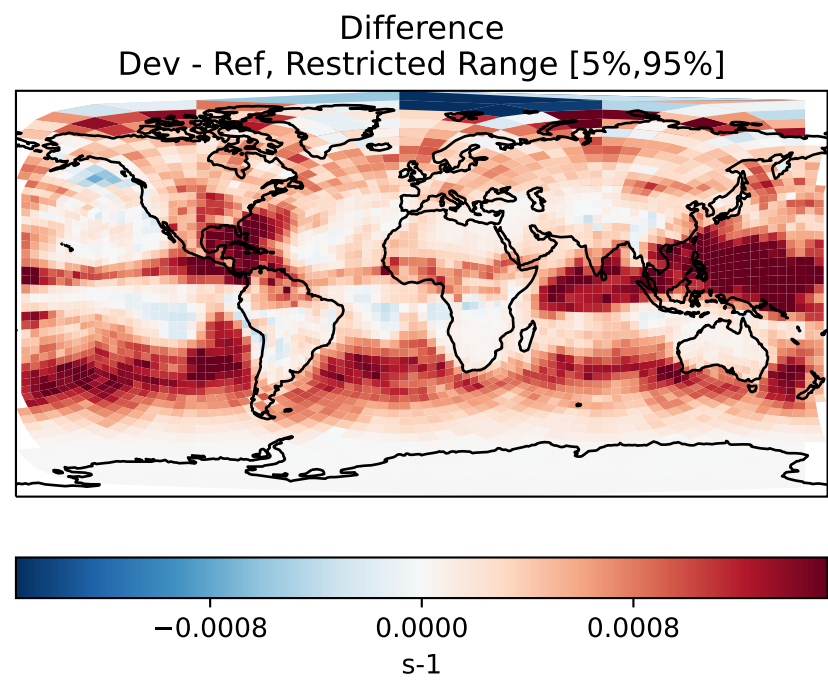 Difference
Dev - Ref, Restricted Range [5%,95%]
−0.0008 0.0000 0.0008
s-1